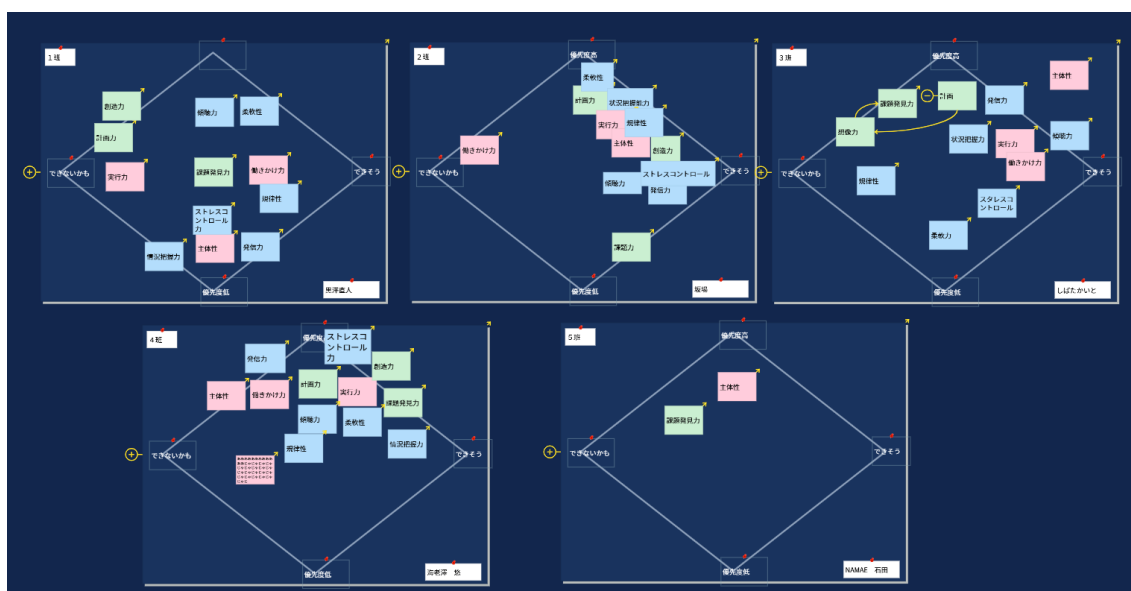 1班
創造力
計画力
傾聴力
柔軟性
できないかも
実行力
課題発見力
働きかけ力
できそう
規律性
ストレスコ
ントロール
力
情況把握力
主体性
発信力
優先度低
黒澤直人
2班
優先度高
柔軟性
計画力
状況把握能力
実行力
規律性
主体性
創造力
働きかけ力
できないかも
ストレスコントロール
できそう
傾聴力
発信力
課題力
優先度低
坂場
3班
優先度高
主体性
課題発見力
計画
発信力
想像力
状況把握力
実行力
傾聴力
働きかけ力
できないかも
できそう
規律性
スタレスコ
ントロール
柔軟力
優先度低
しばたかいと
4班
優先度
ストレスコ
ントロール
力
発信力
創造力
計画力
主体性
働きかけ力
実行力
課題発見力
傾聴力
柔軟性
規律性
情況把握力
できないかも
できそう
優先度低
海老澤 悠
5班
優先度高
主体性
課題発見力
できないかも
できそう
優先度低
NAMAE 石田